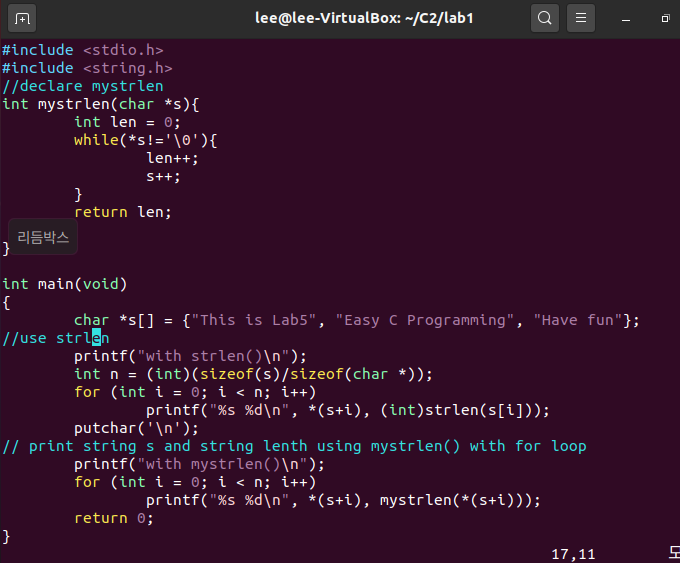 lee@lee-VirtualBox: ~/C2/lab1
#include <stdio.h>
#include <string.h>
//declare mystrlen
int mystrlen(char *s){
        int len = 0;
        while(*s!='\0'){
                len++;
                s++;
        }
        return len;
리듬박스
}
int main(void)
{
        char *s[] = {"This is Lab5", "Easy C Programming", "Have fun"};
//use strlen
        printf("with strlen()\n");
        int n = (int)(sizeof(s)/sizeof(char *));
        for (int i = 0; i < n; i++)
                printf("%s %d\n", *(s+i), (int)strlen(s[i]));
        putchar('\n');
// print string s and string lenth using mystrlen() with for loop
        printf("with mystrlen()\n");
        for (int i = 0; i < n; i++)
                printf("%s %d\n", *(s+i), mystrlen(*(s+i)));
        return 0;
}
17,11